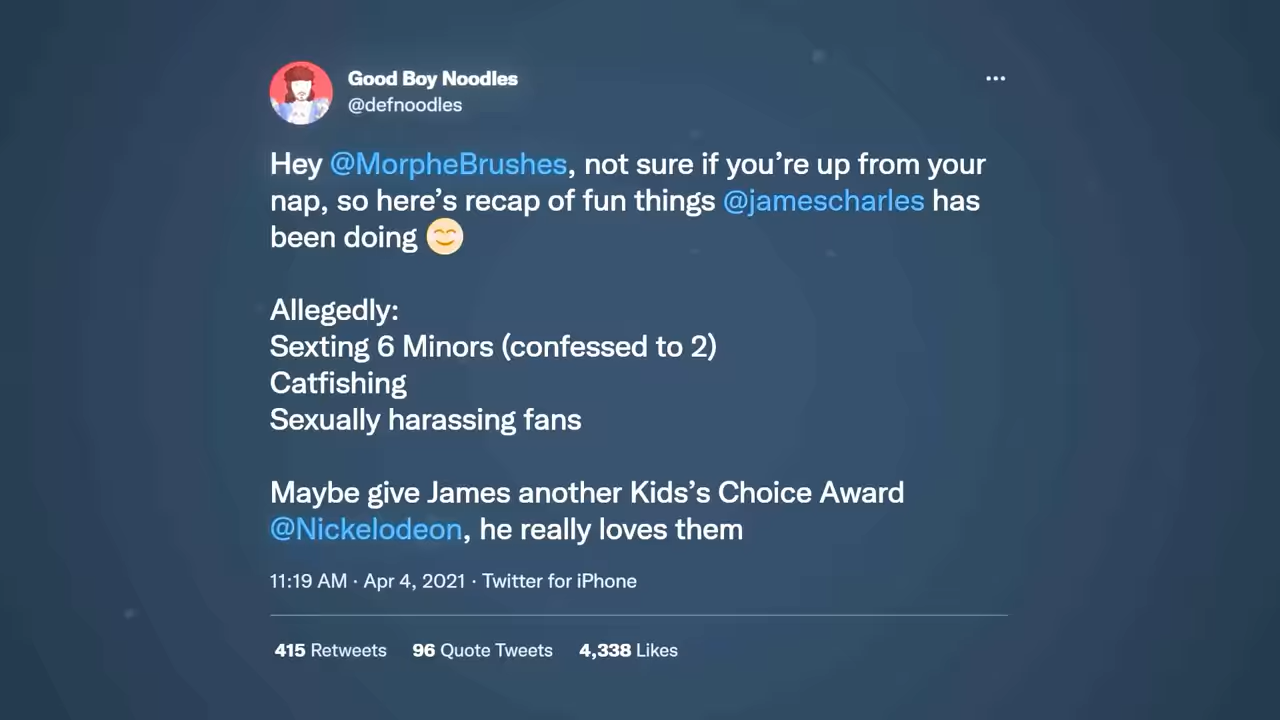 Good Boy Noodles
@defnoodles
Hey @MorpheBrushes, not sure if you’re up from your
nap, so here’s recap of fun things @jamescharles has
been doing 😊
Allegedly:
Sexting 6 Minors (confessed to 2)
Catfishing
Sexually harassing fans
Maybe give James another Kids’s Choice Award
@Nickelodeon, he really loves them
11:19 AM · Apr 4, 2021 · Twitter for iPhone
415 Retweets 96 Quote Tweets 4,338 Likes